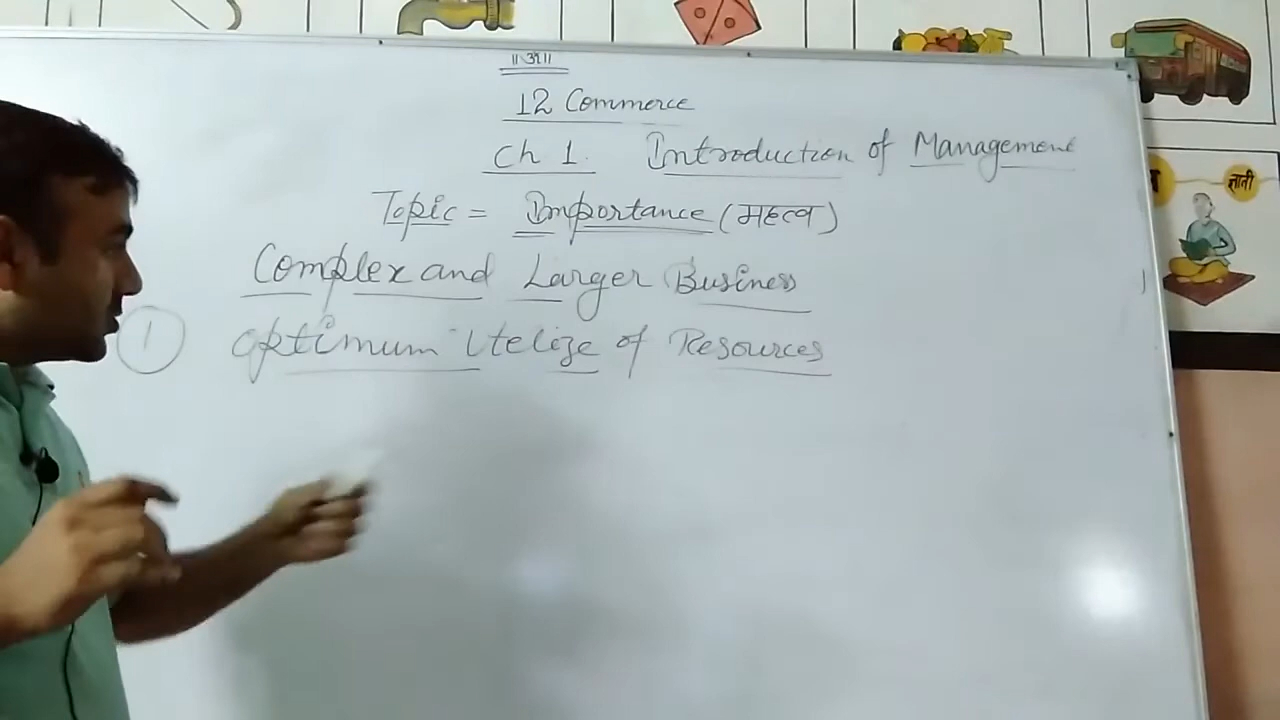 ॥ॐ॥
12 Commerce
Ch 1. Introduction of Management
Topic = Importance (महत्व)
Complex and Larger Business
1 Optimum Utelize of Resources
ज्ञानी